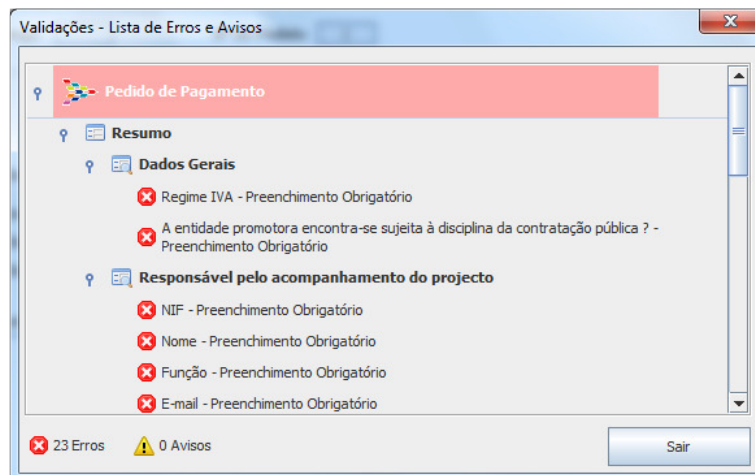 Validações - Lista de Erros e Avisos
Pedido de Pagamento
Resumo
Dados Gerais
Regime IVA - Preenchimento Obrigatório
A entidade promotora encontra-se sujeita à disciplina da contratação pública ? -
Preenchimento Obrigatório
Responsável pelo acompanhamento do projecto
NIF - Preenchimento Obrigatório
Nome - Preenchimento Obrigatório
Função - Preenchimento Obrigatório
E-mail - Preenchimento Obrigatório
23 Erros 0 Avisos Sair